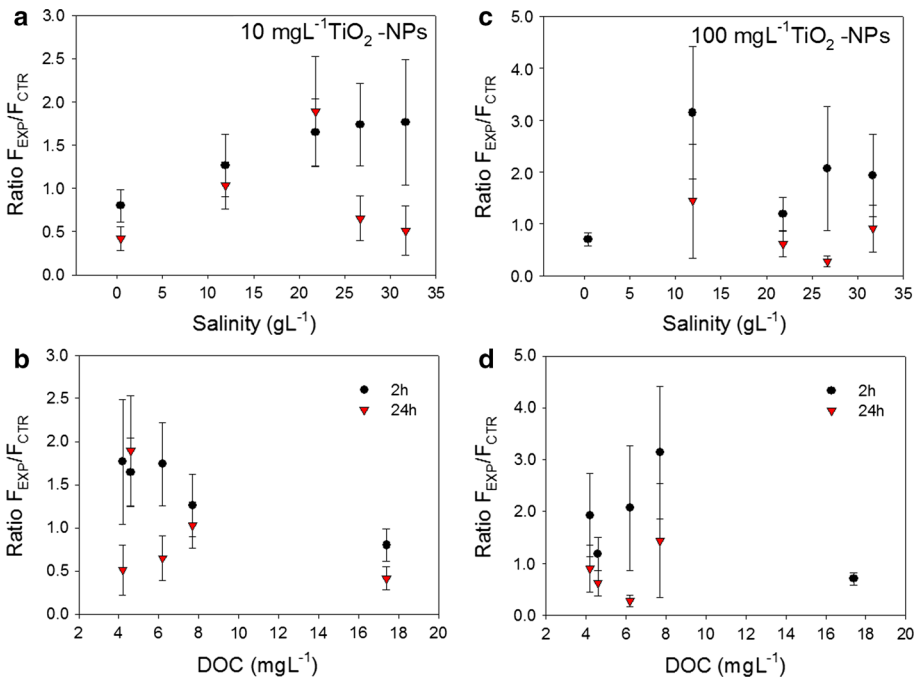 a
10 mgL⁻¹TiO₂ -NPs
3.0
2.5
2.0
1.5
1.0
0.5
0.0
Ratio F_EXP/F_CTR
0 5 10 15 20 25 30 35
Salinity (gL⁻¹)
c
100 mgL⁻¹TiO₂ -NPs
5.0
4.0
3.0
2.0
1.0
0.0
Ratio F_EXP/F_CTR
0 5 10 15 20 25 30 35
Salinity (gL⁻¹)
b
3.0
2.5
2.0
1.5
1.0
0.5
0.0
Ratio F_EXP/F_CTR
2h
24h
2 4 6 8 10 12 14 16 18 20
DOC (mgL⁻¹)
d
5.0
4.0
3.0
2.0
1.0
0.0
Ratio F_EXP/F_CTR
2h
24h
2 4 6 8 10 12 14 16 18 20
DOC (mgL⁻¹)